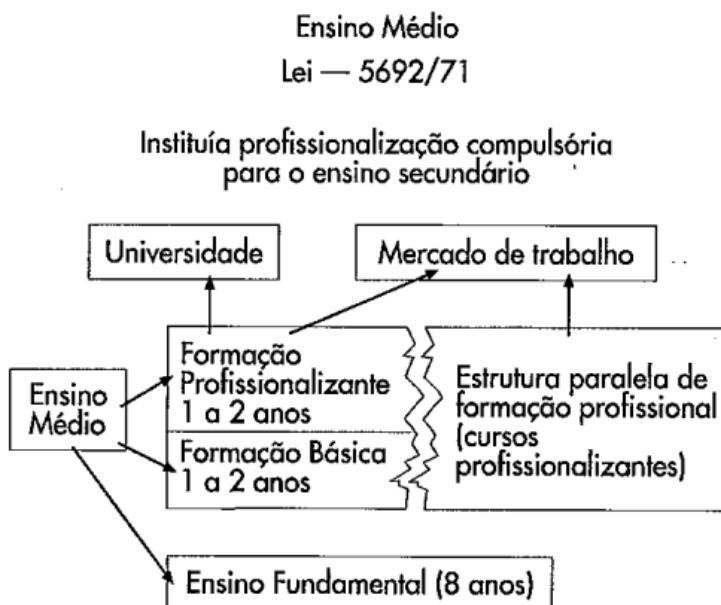 Ensino Médio
Lei — 5692/71
Instituía profissionalização compulsória
para o ensino secundário
Universidade
Mercado de trabalho
Ensino
Médio
Formação
Profissionalizante
1 a 2 anos
Formação Básica
1 a 2 anos
Estrutura paralela de
formação profissional
(cursos
profissionalizantes)
Ensino Fundamental (8 anos)